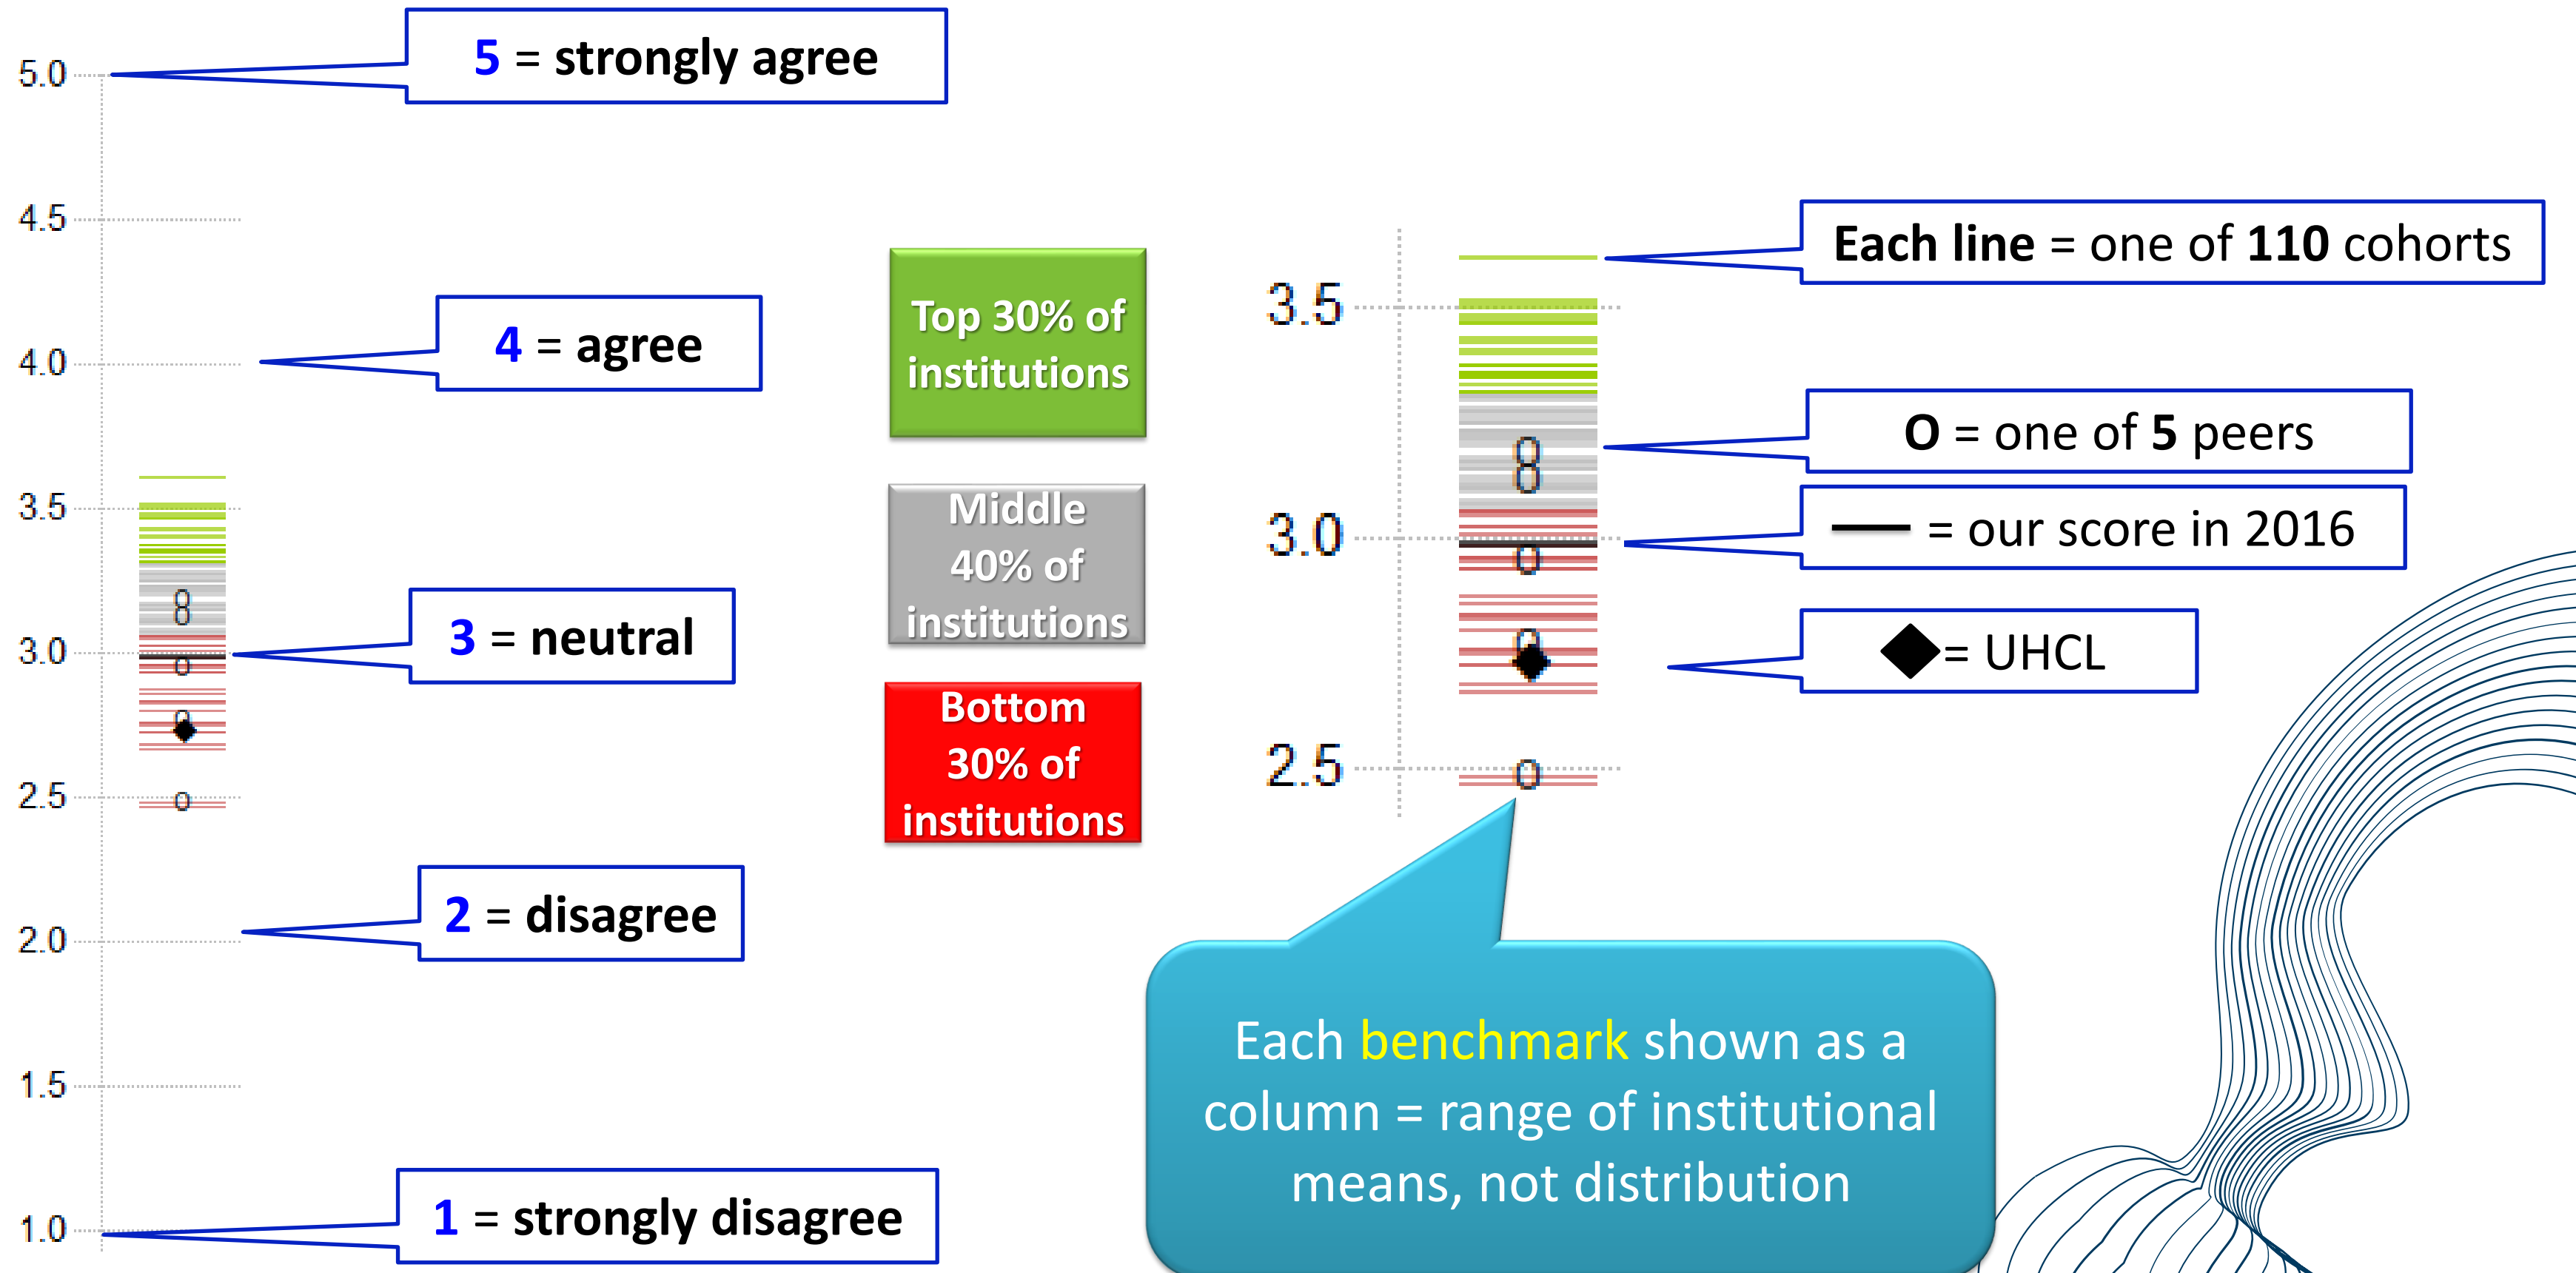 5.0
5 = strongly agree
4.5
4.0
4 = agree
3.5
3.0
3 = neutral
2.5
2.0
2 = disagree
1.5
1.0
1 = strongly disagree
O
O
O
O
O
Top 30% of
institutions
Middle
40% of
institutions
Bottom
30% of
institutions
3.5
3.0
2.5
O
O
O
O
O
Each line = one of 110 cohorts
O = one of 5 peers
= our score in 2016
= UHCL
Each benchmark shown as a
column = range of institutional
means, not distribution